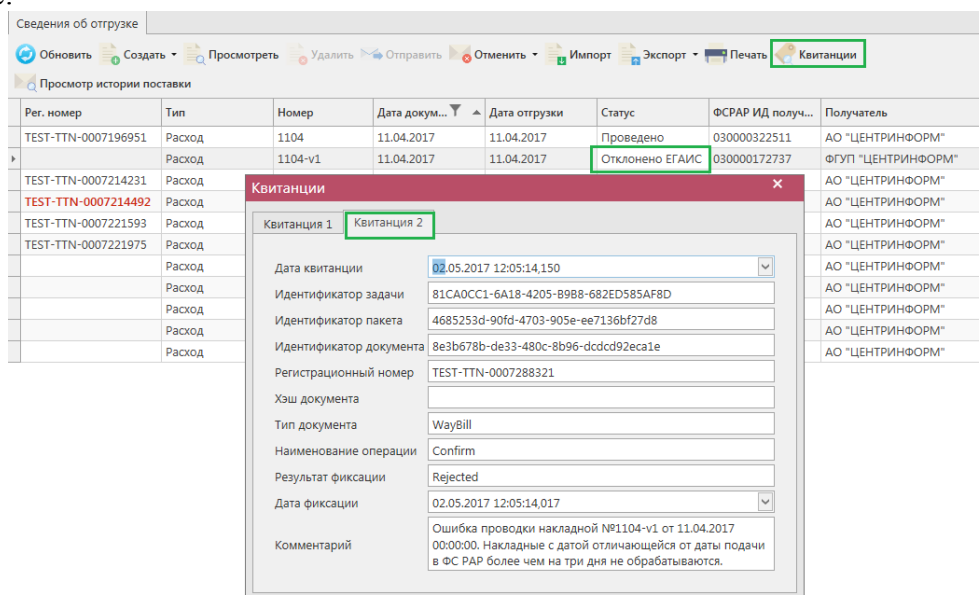 Сведения об отгрузке
Обновить Создать Просмотреть Удалить Отправить Отменить Импорт Экспорт Печать Квитанции
Просмотр истории поставки
Рег. номер Тип Номер Дата докум... Дата отгрузки Статус ФСРАР ИД получ... Получатель
TEST-TTN-0007196951 Расход 1104 11.04.2017 11.04.2017 Проведено 030000322511 АО "ЦЕНТРИНФОРМ"
Расход 1104-v1 11.04.2017 11.04.2017 Отклонено ЕГАИС 030000172737 ФГУП "ЦЕНТРИНФОРМ"
TEST-TTN-0007214231 Расход АО "ЦЕНТРИНФОРМ"
TEST-TTN-0007214492 Расход АО "ЦЕНТРИНФОРМ"
TEST-TTN-0007221593 Расход АО "ЦЕНТРИНФОРМ"
TEST-TTN-0007221975 Расход АО "ЦЕНТРИНФОРМ"
Расход АО "ЦЕНТРИНФОРМ"
Расход АО "ЦЕНТРИНФОРМ"
Расход АО "ЦЕНТРИНФОРМ"
Расход АО "ЦЕНТРИНФОРМ"
Расход АО "ЦЕНТРИНФОРМ"
Квитанции
Квитанция 1 Квитанция 2
Дата квитанции 02.05.2017 12:05:14,150
Идентификатор задачи 81CA0CC1-6A18-4205-B9B8-682ED585AF8D
Идентификатор пакета 4685253d-90fd-4703-905e-ee7136bf27d8
Идентификатор документа 8e3b678b-de33-480c-8b96-dcdcd92eca1e
Регистрационный номер TEST-TTN-0007288321
Хэш документа
Тип документа WayBill
Наименование операции Confirm
Результат фиксации Rejected
Дата фиксации 02.05.2017 12:05:14,017
Комментарий Ошибка проводки накладной №1104-v1 от 11.04.2017
00:00:00. Накладные с датой отличающейся от даты подачи
в ФС РАР более чем на три дня не обрабатываются.